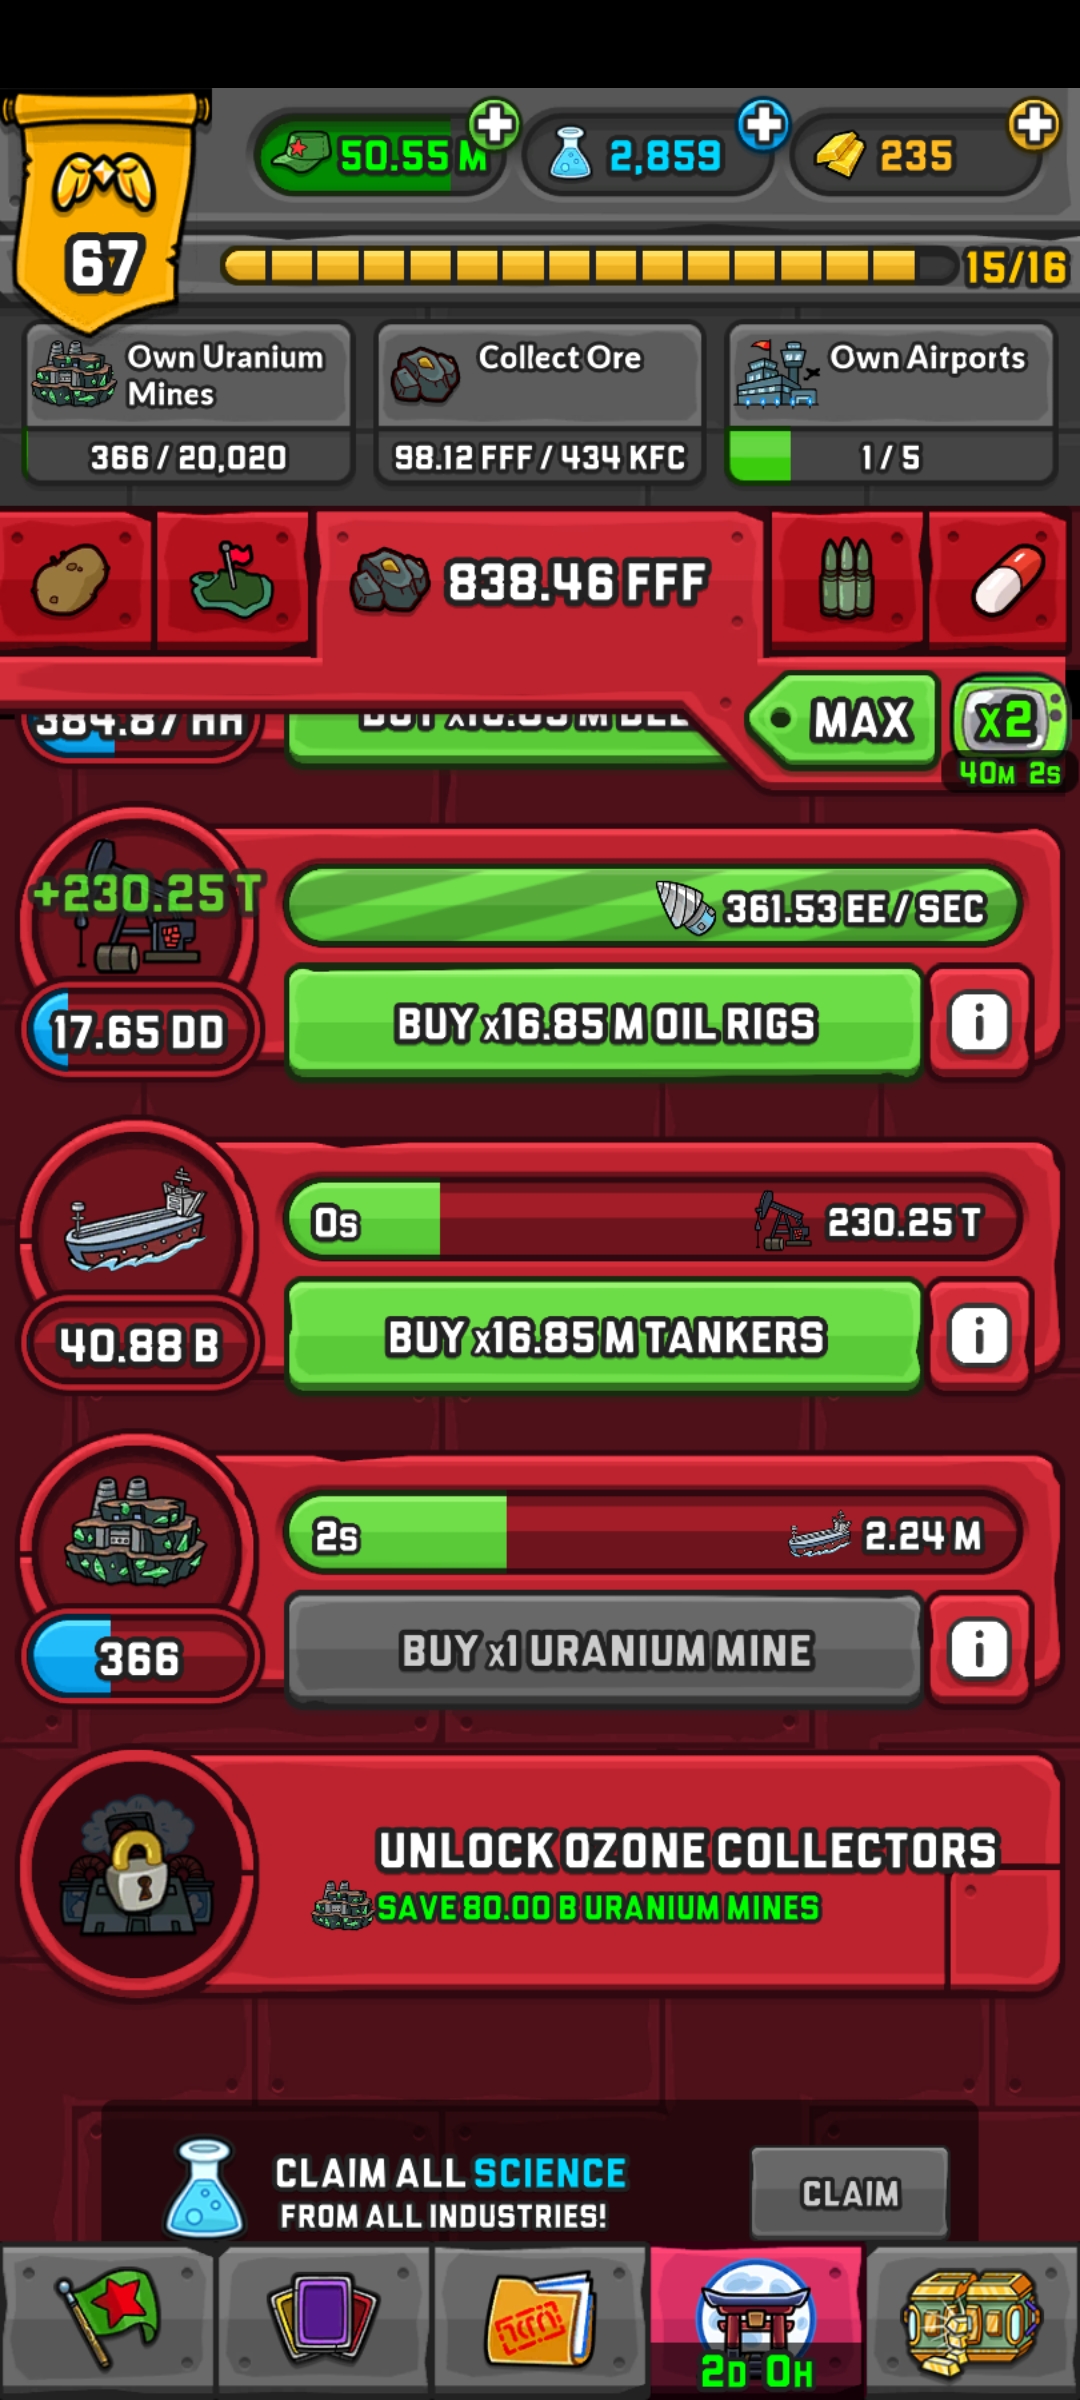 67
50.55 M
2,859
235
15/16
Own Uranium
Mines
366 / 20,020
Collect Ore
98.12 FFF / 434 KFC
Own Airports
1 / 5
838.46 FFF
MAX
x2
40M 2S
384.87 HH
+230.25 T
361.53 EE / SEC
17.65 DD
BUY x16.85 M OIL RIGS
i
0s
230.25 T
40.88 B
BUY x16.85 M TANKERS
i
2s
2.24 M
366
BUY x1 URANIUM MINE
i
UNLOCK OZONE COLLECTORS
SAVE 80.00 B URANIUM MINES
CLAIM ALL SCIENCE
FROM ALL INDUSTRIES!
CLAIM
2D 0H